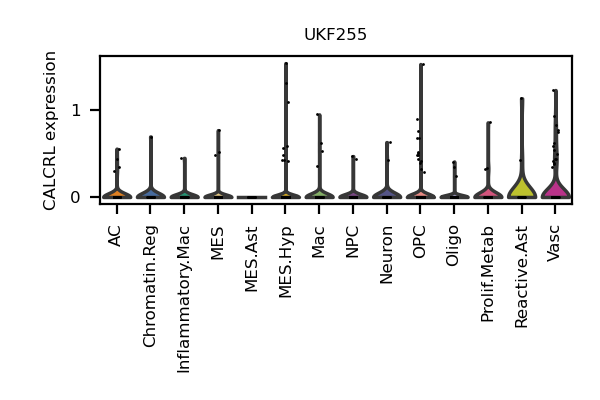 UKF255
CALCRL expression
1
0
AC
Chromatin.Reg
Inflammatory.Mac
MES
MES.Ast
MES.Hyp
Mac
NPC
Neuron
OPC
Oligo
Prolif.Metab
Reactive.Ast
Vasc